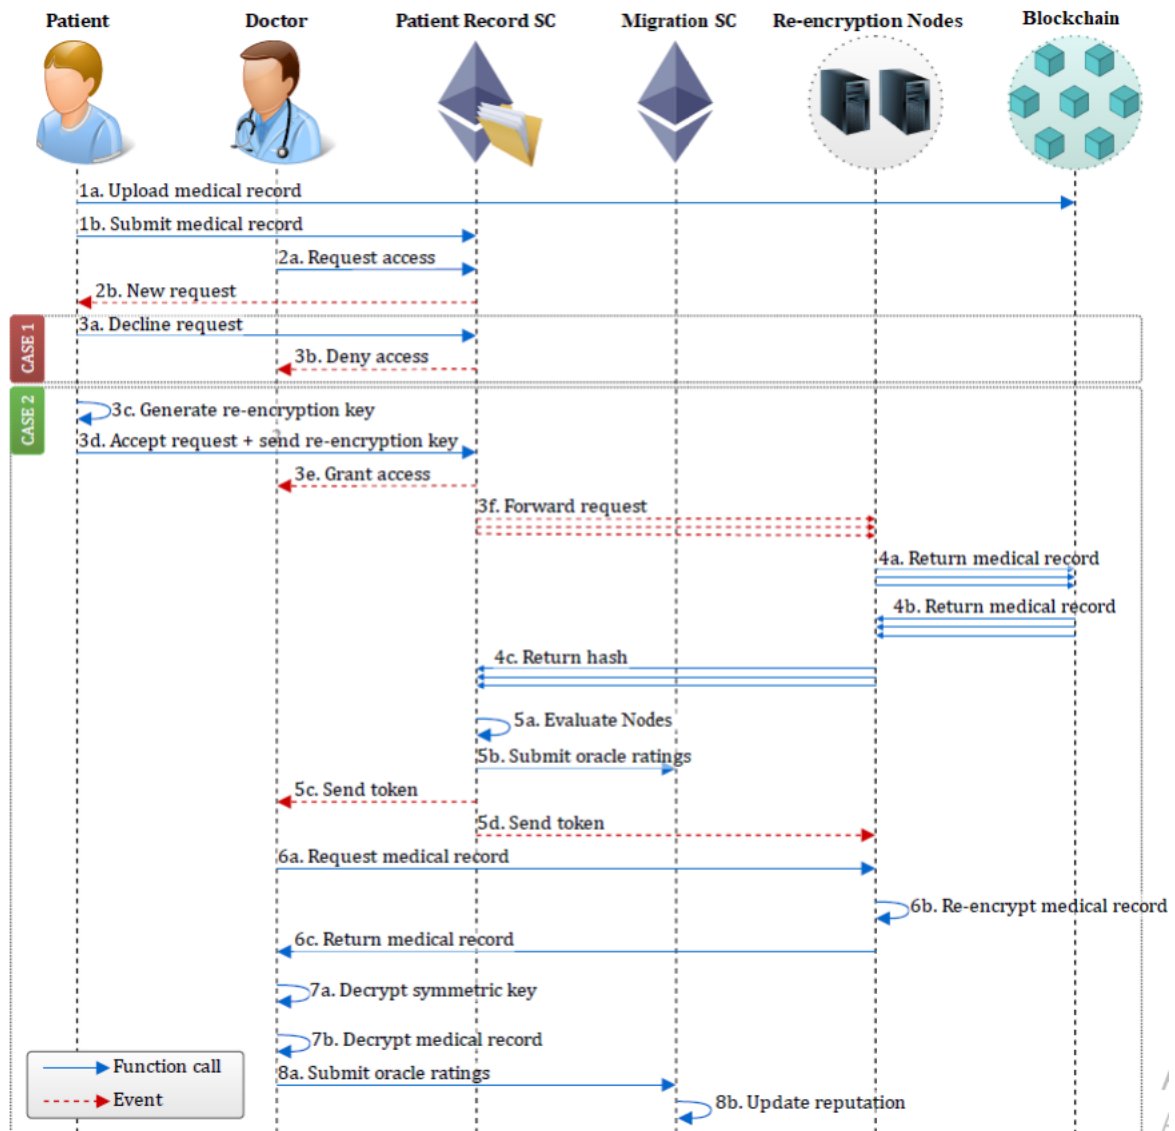 Patient
Doctor
Patient Record SC
Migration SC
Re-encryption Nodes
Blockchain
1a. Upload medical record
1b. Submit medical record
2a. Request access
2b. New request
CASE 1
3a. Decline request
3b. Deny access
CASE 2
3c. Generate re-encryption key
3d. Accept request + send re-encryption key
3e. Grant access
3f. Forward request
4a. Return medical record
4b. Return medical record
4c. Return hash
5a. Evaluate Nodes
5b. Submit oracle ratings
5c. Send token
5d. Send token
6a. Request medical record
6b. Re-encrypt medical record
6c. Return medical record
7a. Decrypt symmetric key
7b. Decrypt medical record
8a. Submit oracle ratings
8b. Update reputation
Function call
Event